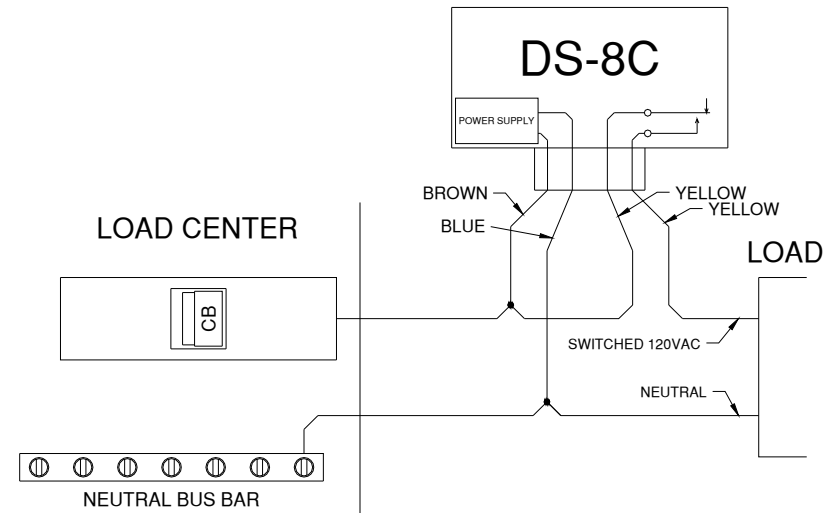 DS-8C
POWER SUPPLY
BROWN
YELLOW
YELLOW
BLUE
LOAD CENTER
LOAD
CB
SWITCHED 120VAC
NEUTRAL
NEUTRAL BUS BAR